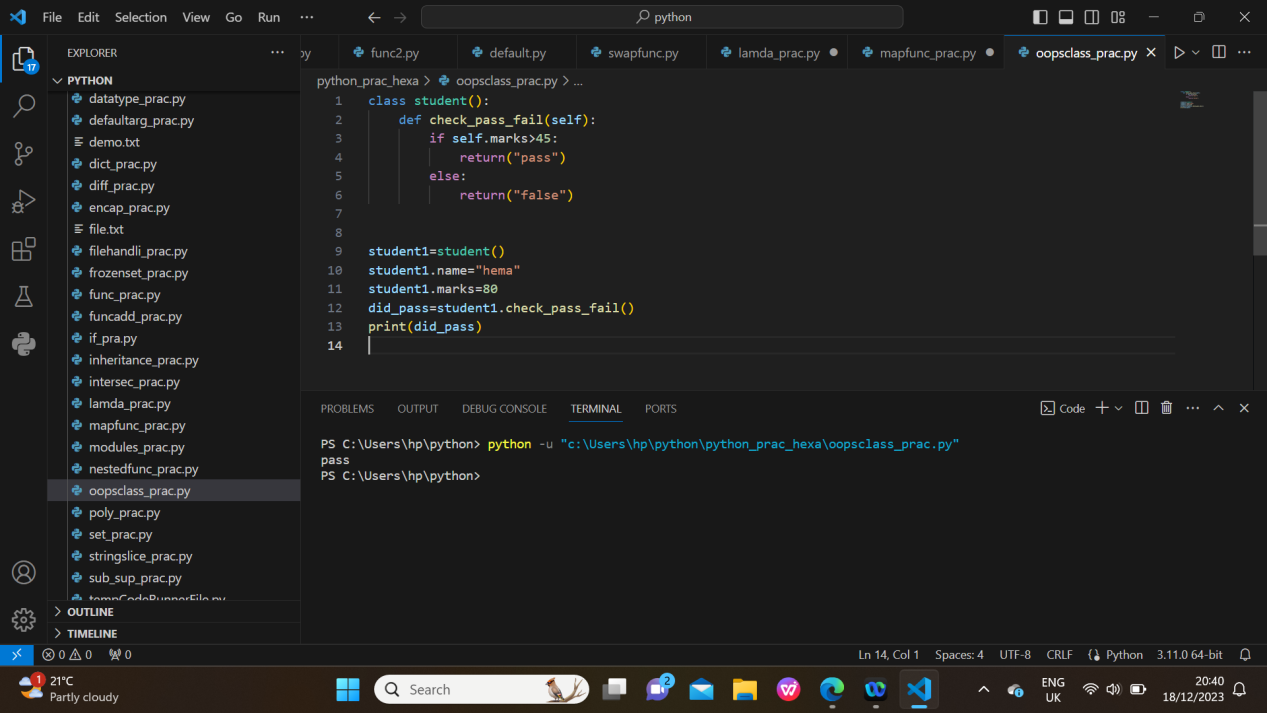 File Edit Selection View Go Run ...
python
EXPLORER ...
17
PYTHON
datatype_prac.py
defaultarg_prac.py
demo.txt
dict_prac.py
diff_prac.py
encap_prac.py
file.txt
filehandli_prac.py
frozenset_prac.py
func_prac.py
funcadd_prac.py
if_pra.py
inheritance_prac.py
intersec_prac.py
lamda_prac.py
mapfunc_prac.py
modules_prac.py
nestedfunc_prac.py
oopsclass_prac.py
poly_prac.py
set_prac.py
stringslice_prac.py
sub_sup_prac.py
tempCodeRunnerFile.py
OUTLINE
TIMELINE
py func2.py default.py swapfunc.py lamda_prac.py mapfunc_prac.py oopsclass_prac.py
python_prac_hexa > oopsclass_prac.py > ...
1 class student():
2 def check_pass_fail(self):
3 if self.marks>45:
4 return("pass")
5 else:
6 return("false")
7
8
9 student1=student()
10 student1.name="hema"
11 student1.marks=80
12 did_pass=student1.check_pass_fail()
13 print(did_pass)
14
PROBLEMS OUTPUT DEBUG CONSOLE TERMINAL PORTS
Code
PS C:\Users\hp\python> python -u "c:\Users\hp\python\python_prac_hexa\oopsclass_prac.py"
pass
PS C:\Users\hp\python>
0 0 0
Ln 14, Col 1 Spaces: 4 UTF-8 CRLF Python 3.11.0 64-bit
1
21°C
Partly cloudy
Search
2
ENG
UK
20:40
18/12/2023